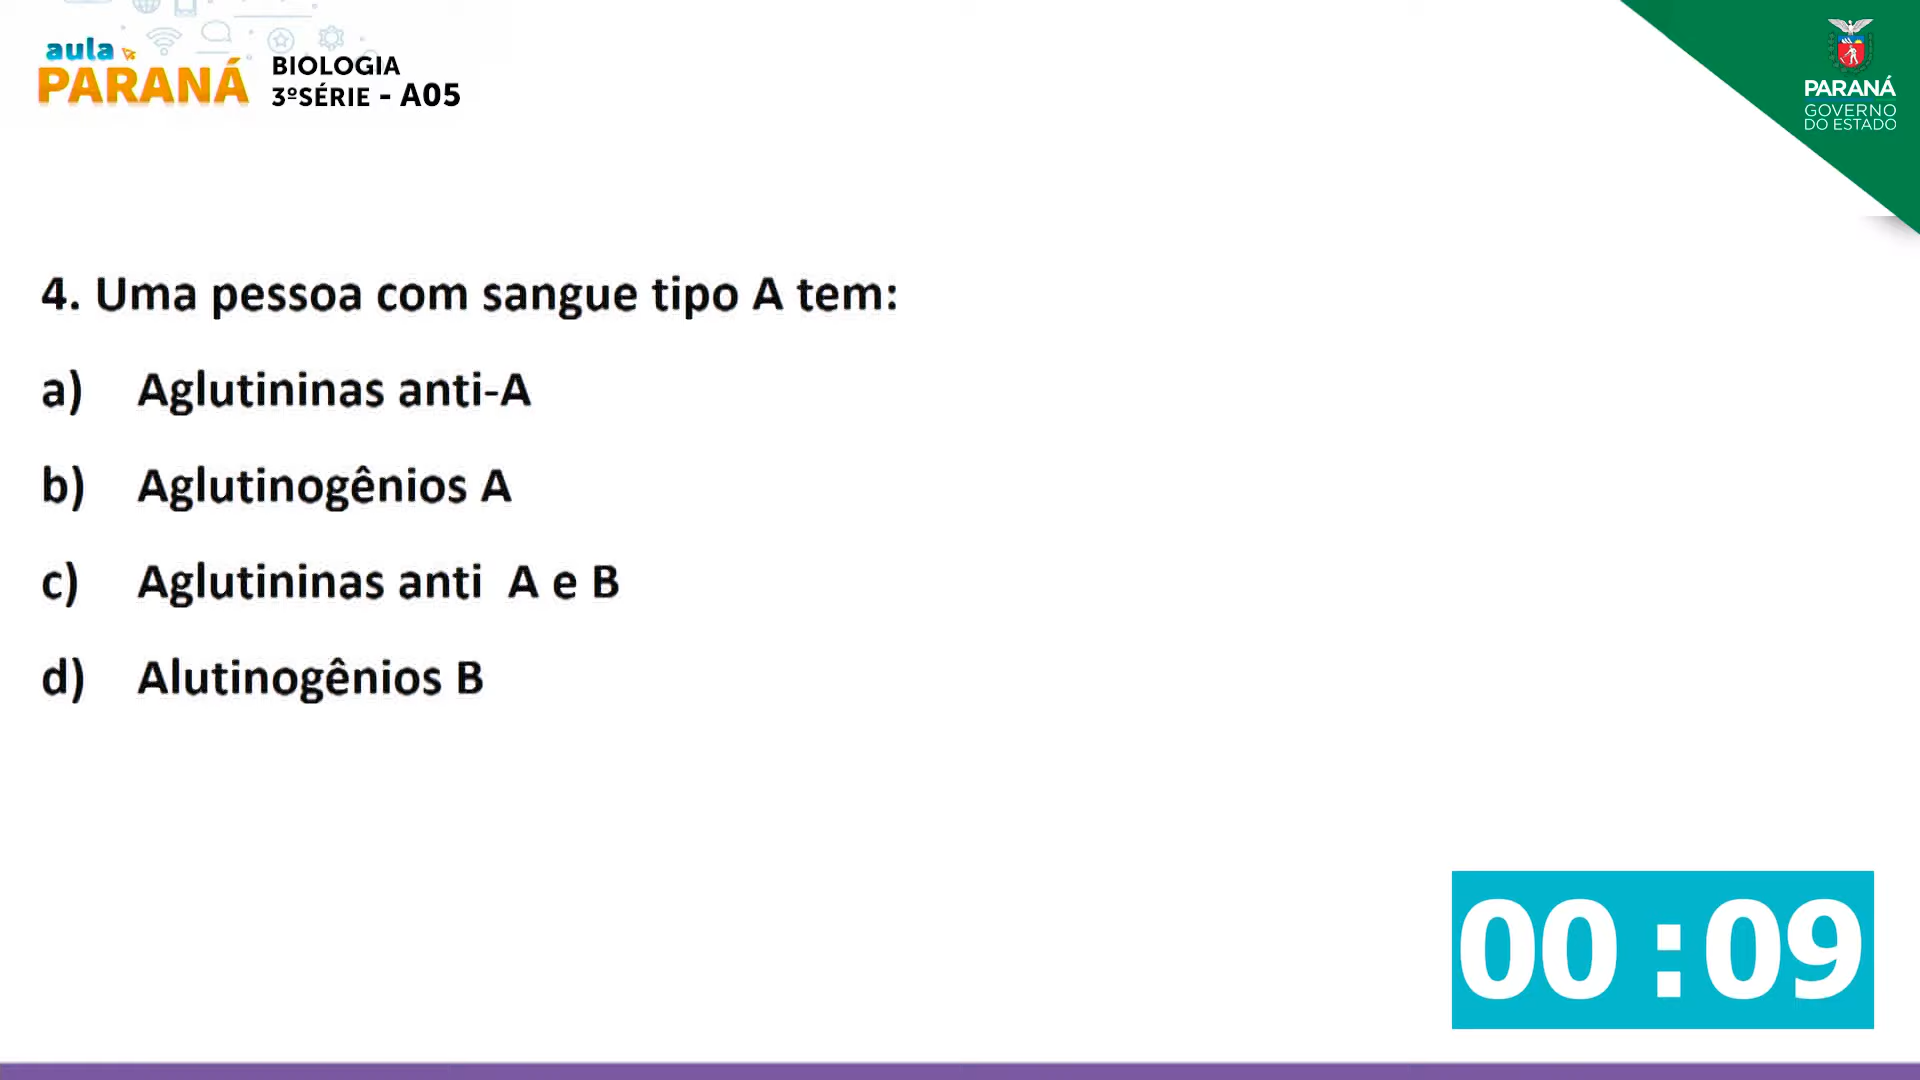 aula
PARANÁ
BIOLOGIA
3ºSÉRIE - A05
PARANÁ
GOVERNO
DO ESTADO
4. Uma pessoa com sangue tipo A tem:
a) Aglutininas anti-A
b) Aglutinogênios A
c) Aglutininas anti A e B
d) Alutinogênios B
00:09